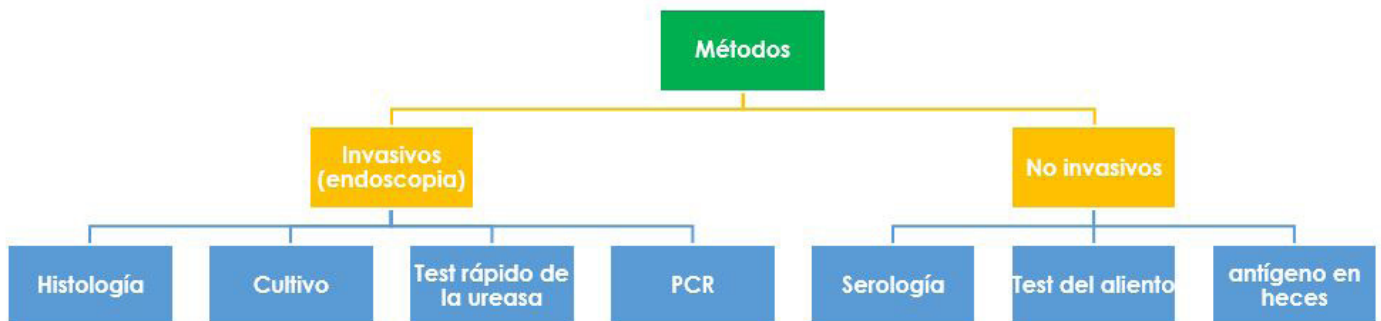 Métodos
Invasivos
(endoscopia)
No invasivos
Histología
Cultivo
Test rápido de
la ureasa
PCR
Serología
Test del aliento
antígeno en
heces